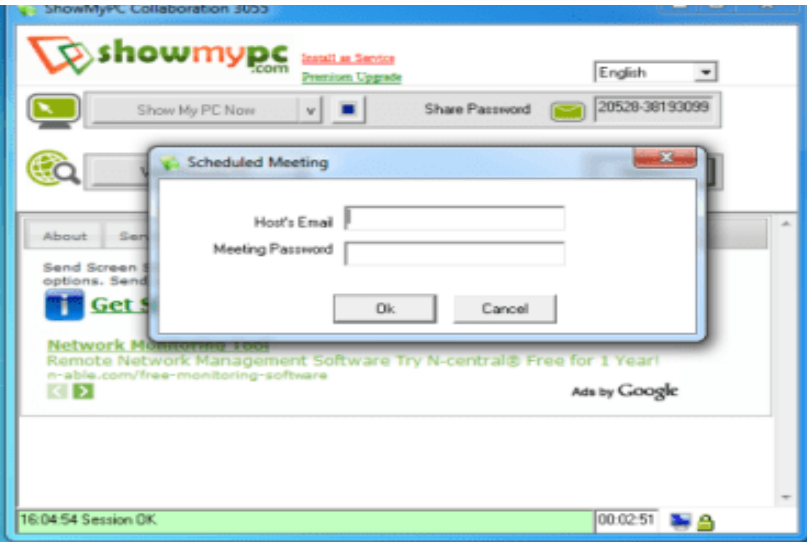 ShowMyPC Collaboration 3055
showmypc
.com
Install as Service
Premium Upgrade
English
Show My PC Now
v
Share Password
20528-38193099
Scheduled Meeting
Host's Email
Meeting Password
Ok
Cancel
About
Send Screen
options. Send
Get
Network Monitoring Tool
Remote Network Management Software Try N-central® Free for 1 Year!
n-able.com/free-monitoring-software
Ads by Google
16:04:54 Session OK.
00:02:51